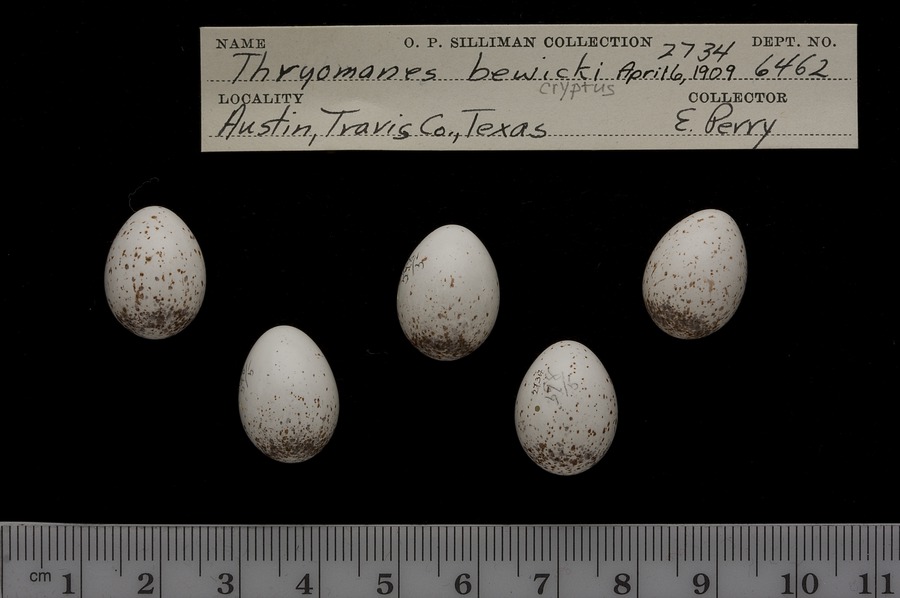 NAME O. P. SILLIMAN COLLECTION 2734 DEPT. NO.
Thryomanes bewicki April 6, 1909 6462
cryptus
LOCALITY COLLECTOR
Austin, Travis Co., Texas E. Perry
cm 1 2 3 4 5 6 7 8 9 10 11